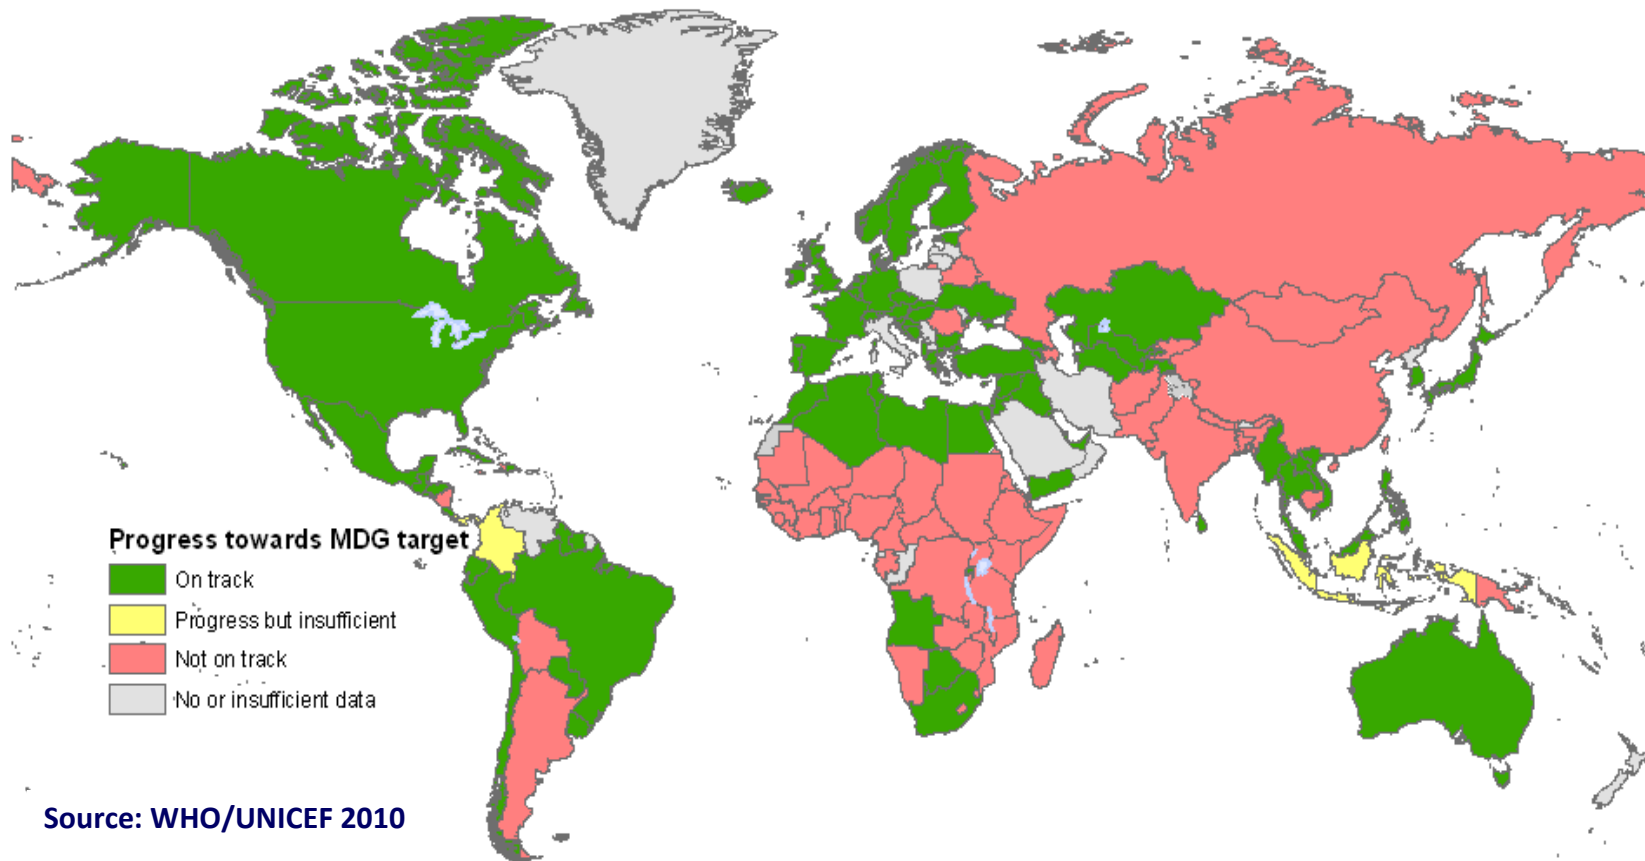 Progress towards MDG target
On track
Progress but insufficient
Not on track
No or insufficient data
Source: WHO/UNICEF 2010